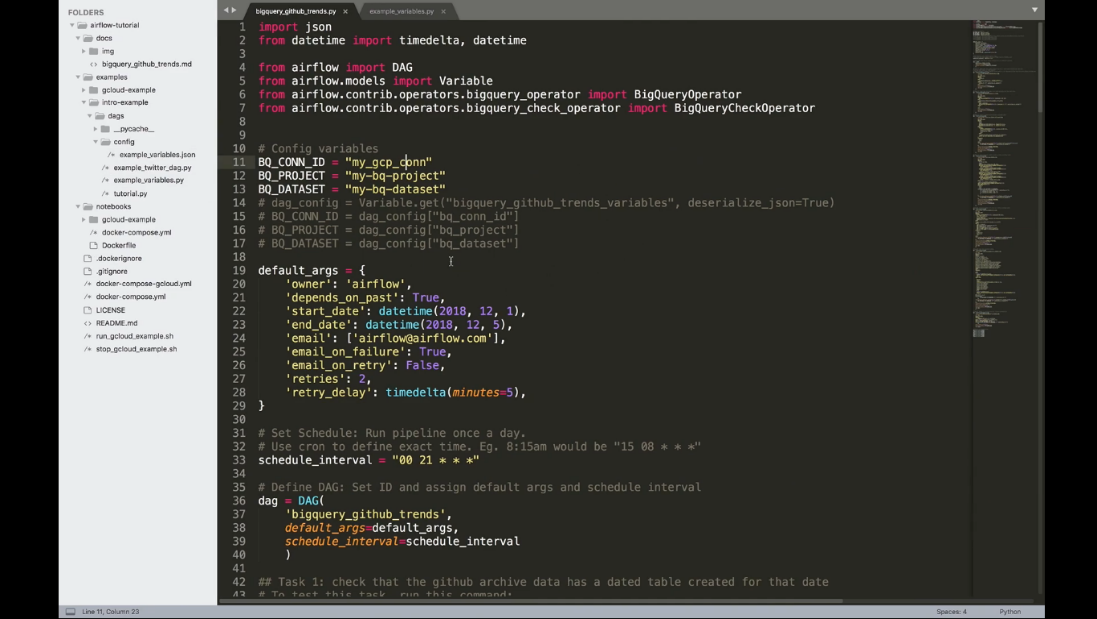 FOLDERS
airflow-tutorial
docs
img
bigquery_github_trends.md
examples
gcloud-example
intro-example
dags
__pycache__
config
example_variables.json
example_twitter_dag.py
example_variables.py
tutorial.py
notebooks
gcloud-example
docker-compose.yml
Dockerfile
.dockerignore
.gitignore
docker-compose-gcloud.yml
docker-compose.yml
LICENSE
README.md
run_gcloud_example.sh
stop_gcloud_example.sh
bigquery_github_trends.py ×
example_variables.py ×
1 import json
2 from datetime import timedelta, datetime
3
4 from airflow import DAG
5 from airflow.models import Variable
6 from airflow.contrib.operators.bigquery_operator import BigQueryOperator
7 from airflow.contrib.operators.bigquery_check_operator import BigQueryCheckOperator
8
9
10 # Config variables
11 BQ_CONN_ID = "my_gcp_conn"
12 BQ_PROJECT = "my-bq-project"
13 BQ_DATASET = "my-bq-dataset"
14 # dag_config = Variable.get("bigquery_github_trends_variables", deserialize_json=True)
15 # BQ_CONN_ID = dag_config["bq_conn_id"]
16 # BQ_PROJECT = dag_config["bq_project"]
17 # BQ_DATASET = dag_config["bq_dataset"]
18
19 default_args = {
20 'owner': 'airflow',
21 'depends_on_past': True,
22 'start_date': datetime(2018, 12, 1),
23 'end_date': datetime(2018, 12, 5),
24 'email': ['airflow@airflow.com'],
25 'email_on_failure': True,
26 'email_on_retry': False,
27 'retries': 2,
28 'retry_delay': timedelta(minutes=5),
29 }
30
31 # Set Schedule: Run pipeline once a day.
32 # Use cron to define exact time. Eg. 8:15am would be "15 08 * * *"
33 schedule_interval = "00 21 * * *"
34
35 # Define DAG: Set ID and assign default args and schedule interval
36 dag = DAG(
37 'bigquery_github_trends',
38 default_args=default_args,
39 schedule_interval=schedule_interval
40 )
41
42 ## Task 1: check that the github archive data has a dated table created for that date
43 # To test this task, run this command:
Line 11, Column 23
Spaces: 4
Python